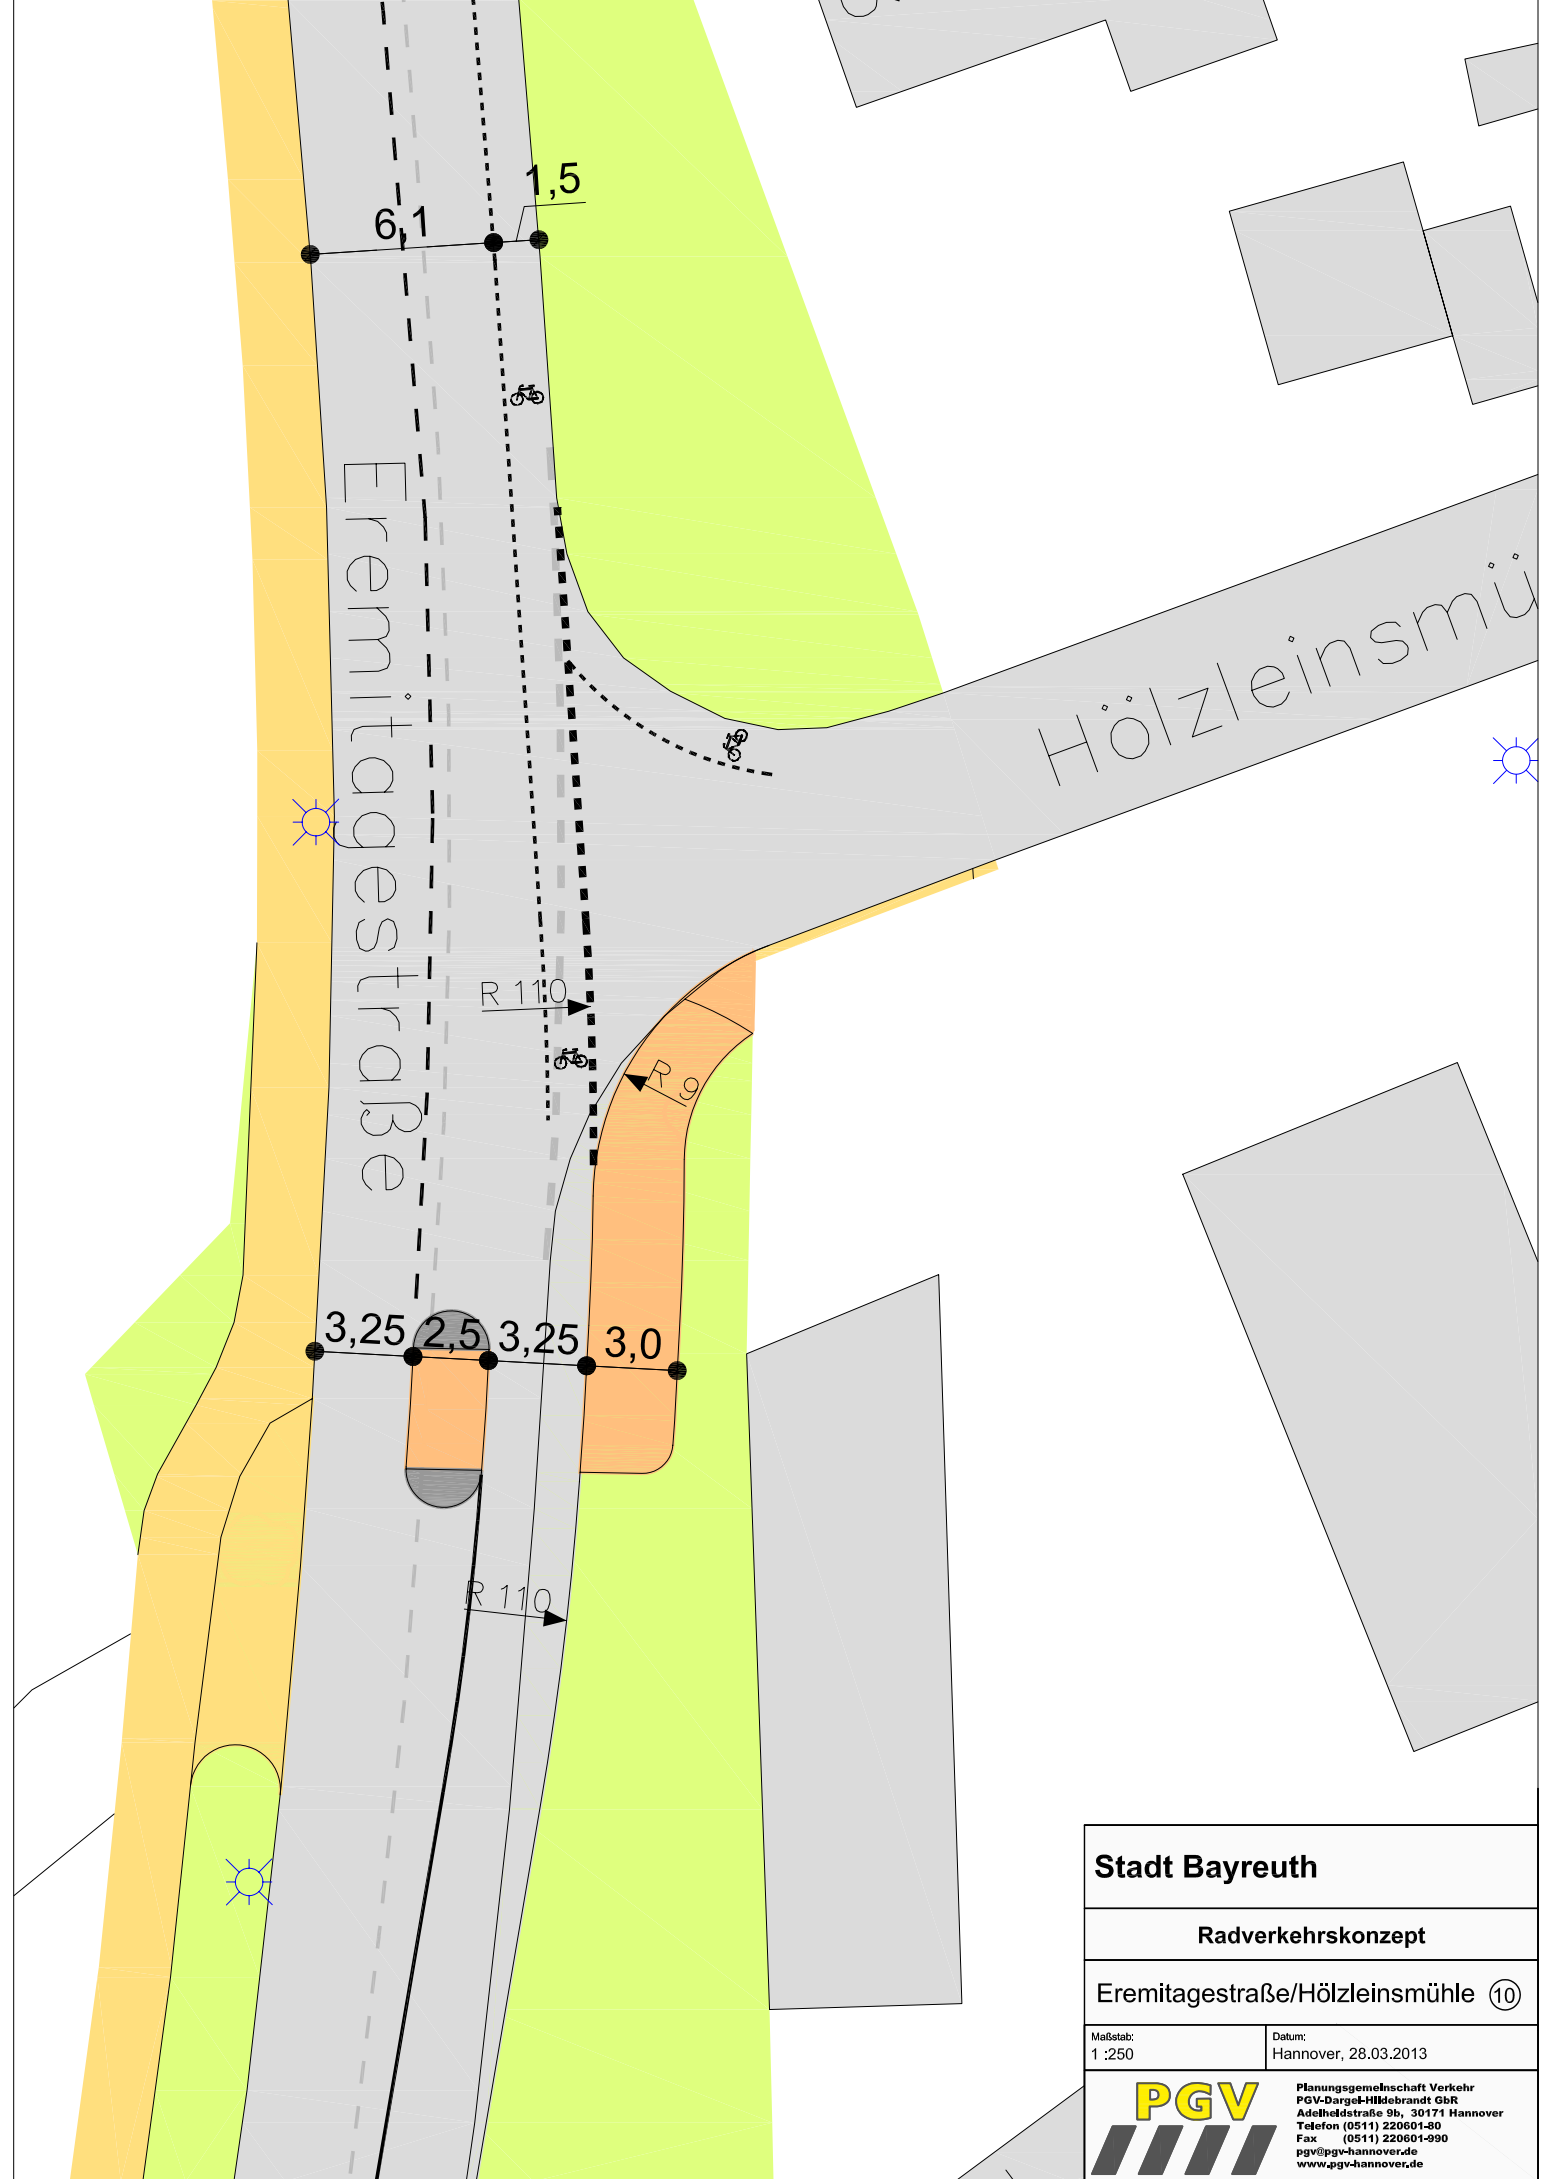 1,5
6,1
Eremitagestraße
Hölzleinsmü
R 110
R 9
3,25
2,5
3,25
3,0
R 110
Stadt Bayreuth
Radverkehrskonzept
Eremitagestraße/Hölzleinsmühle 10
Maßstab:
1 :250
Datum:
Hannover, 28.03.2013
PGV
Planungsgemeinschaft Verkehr
PGV-Dargel-Hildebrandt GbR
Adelheidstraße 9b, 30171 Hannover
Telefon (0511) 220601-80
Fax (0511) 220601-990
pgv@pgv-hannover.de
www.pgv-hannover.de